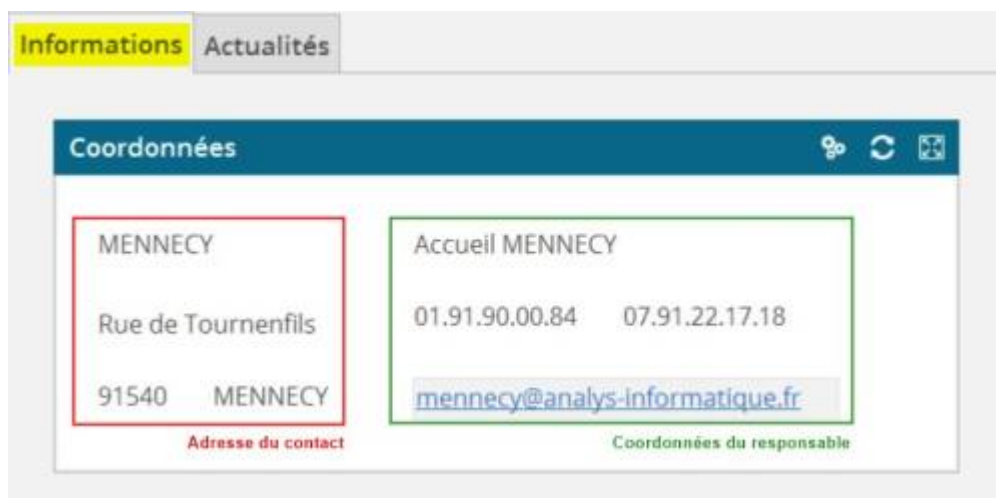 Informations Actualités
Coordonnées
MENNECY
Rue de Tournenfils
91540 MENNECY
Adresse du contact
Accueil MENNECY
01.91.90.00.84 07.91.22.17.18
mennecy@analys-informatique.fr
Coordonnées du responsable